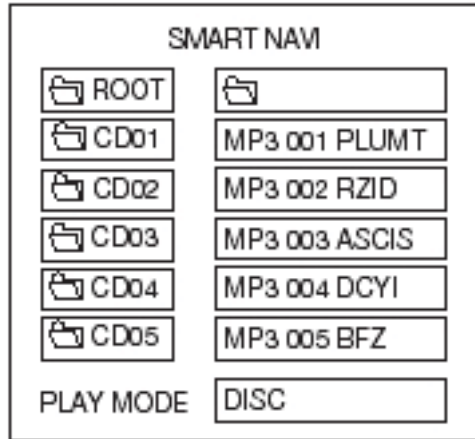 SMART NAVI
ROOT
CD01 MP3 001 PLUMT
CD02 MP3 002 RZID
CD03 MP3 003 ASCIS
CD04 MP3 004 DCYI
CD05 MP3 005 BFZ
PLAY MODE DISC